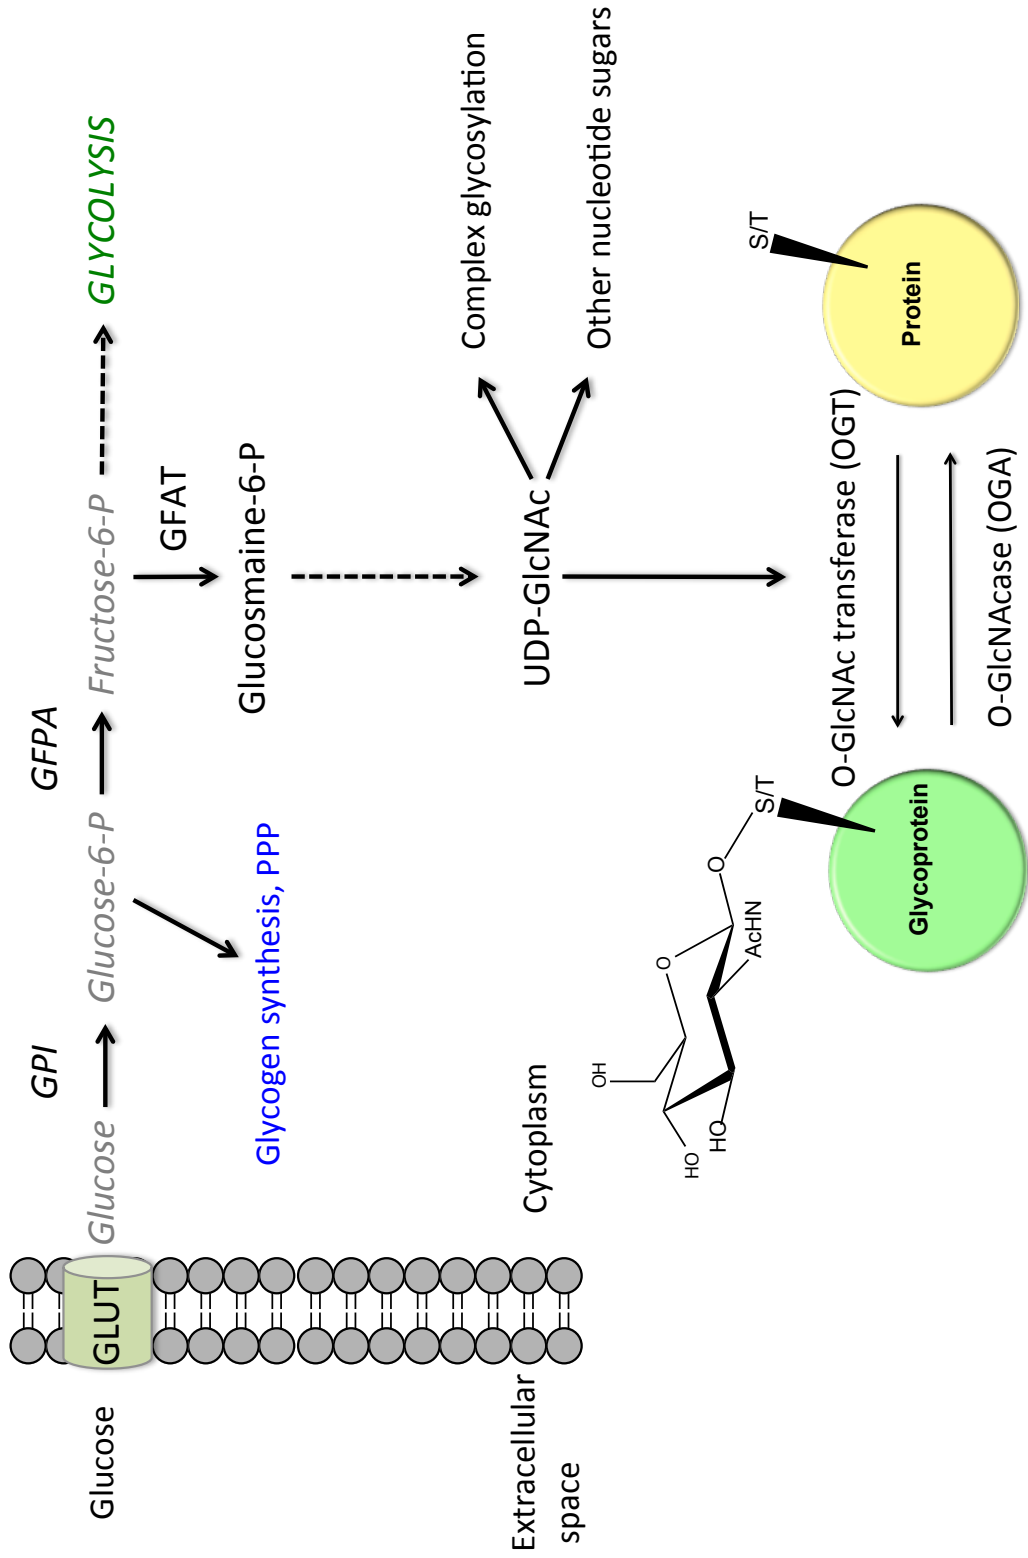 Glucose
GLUT
Glucose
GPI
Glucose-6-P
GFPA
Fructose-6-P
GLYCOLYSIS
Glycogen synthesis, PPP
GFAT
Glucosmaine-6-P
Extracellular
space
Cytoplasm
UDP-GlcNAc
Complex glycosylation
Other nucleotide sugars
OH
HO
HO
O
AcHN
O
S/T
Glycoprotein
O-GlcNAc transferase (OGT)
O-GlcNAcase (OGA)
S/T
Protein